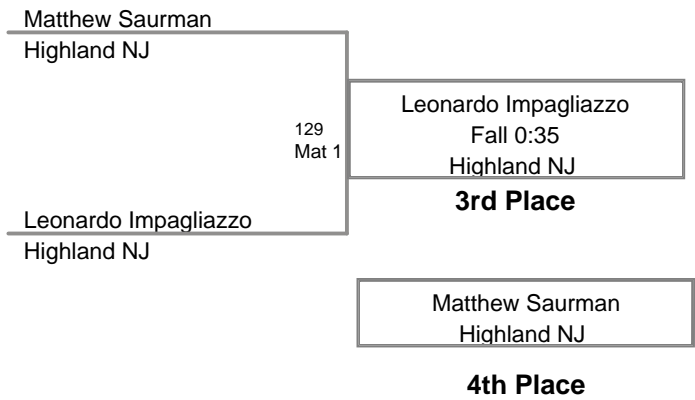 Matthew Saurman
Highland NJ
Leonardo Impagliazzo
Fall 0:35
Highland NJ
129
Mat 1
3rd Place
Leonardo Impagliazzo
Highland NJ
Matthew Saurman
Highland NJ
4th Place